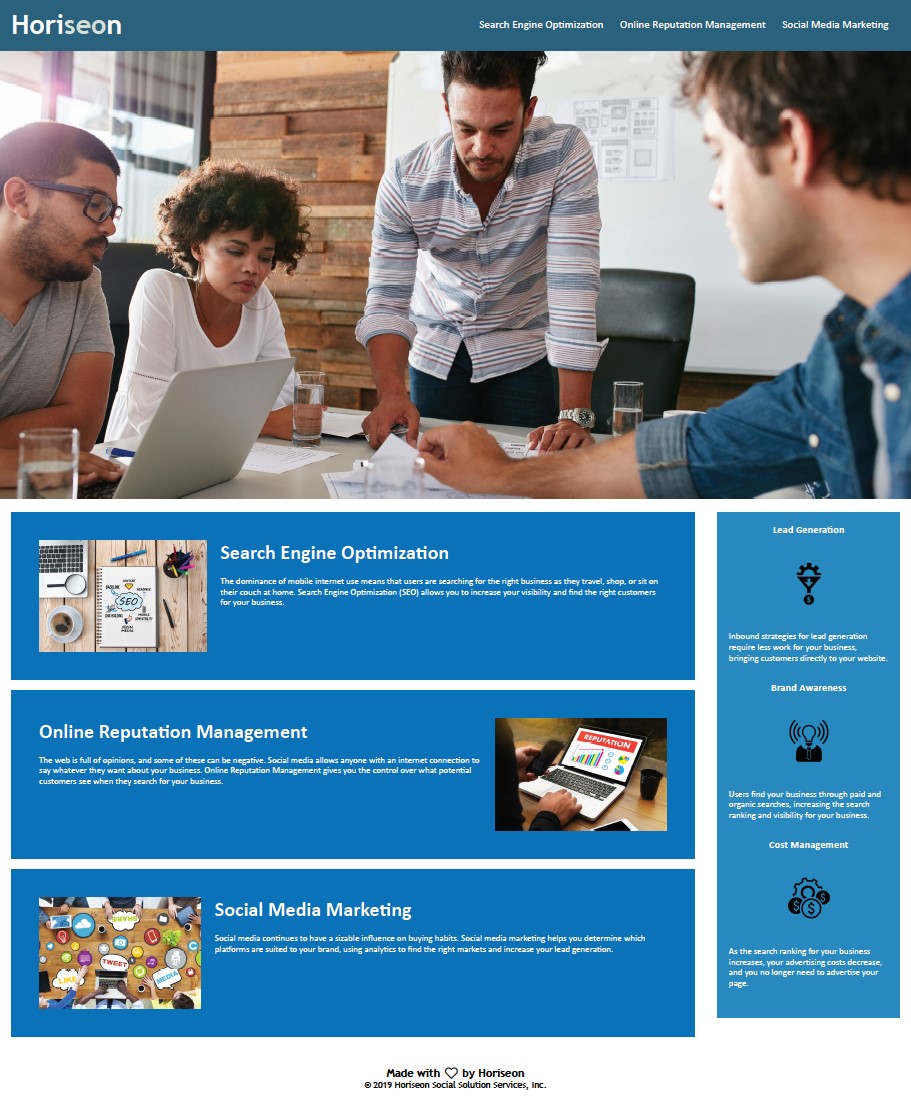 Horiseon
Search Engine Optimization
Online Reputation Management
Social Media Marketing
SEO
Search Engine Optimization
The dominance of mobile internet use means that users are searching for the right business as they travel, shop, or sit on
their couch at home. Search Engine Optimization (SEO) allows you to increase your visibility and find the right customers
for your business.
Online Reputation Management
The web is full of opinions, and some of these can be negative. Social media allows anyone with an internet connection to
say whatever they want about your business. Online Reputation Management gives you the control over what potential
customers see when they search for your business.
REPUTATION
SHARE
TWEET
LIKE
MEDIA
Social Media Marketing
Social media continues to have a sizable influence on buying habits. Social media marketing helps you determine which
platforms are suited to your brand, using analytics to find the right markets and increase your lead generation.
Lead Generation
Inbound strategies for lead generation
require less work for your business,
bringing customers directly to your website.
Brand Awareness
Users find your business through paid and
organic searches, increasing the search
ranking and visibility for your business.
Cost Management
As the search ranking for your business
increases, your advertising costs decrease,
and you no longer need to advertise your
page.
Made with ♡ by Horiseon
© 2019 Horiseon Social Solution Services, Inc.